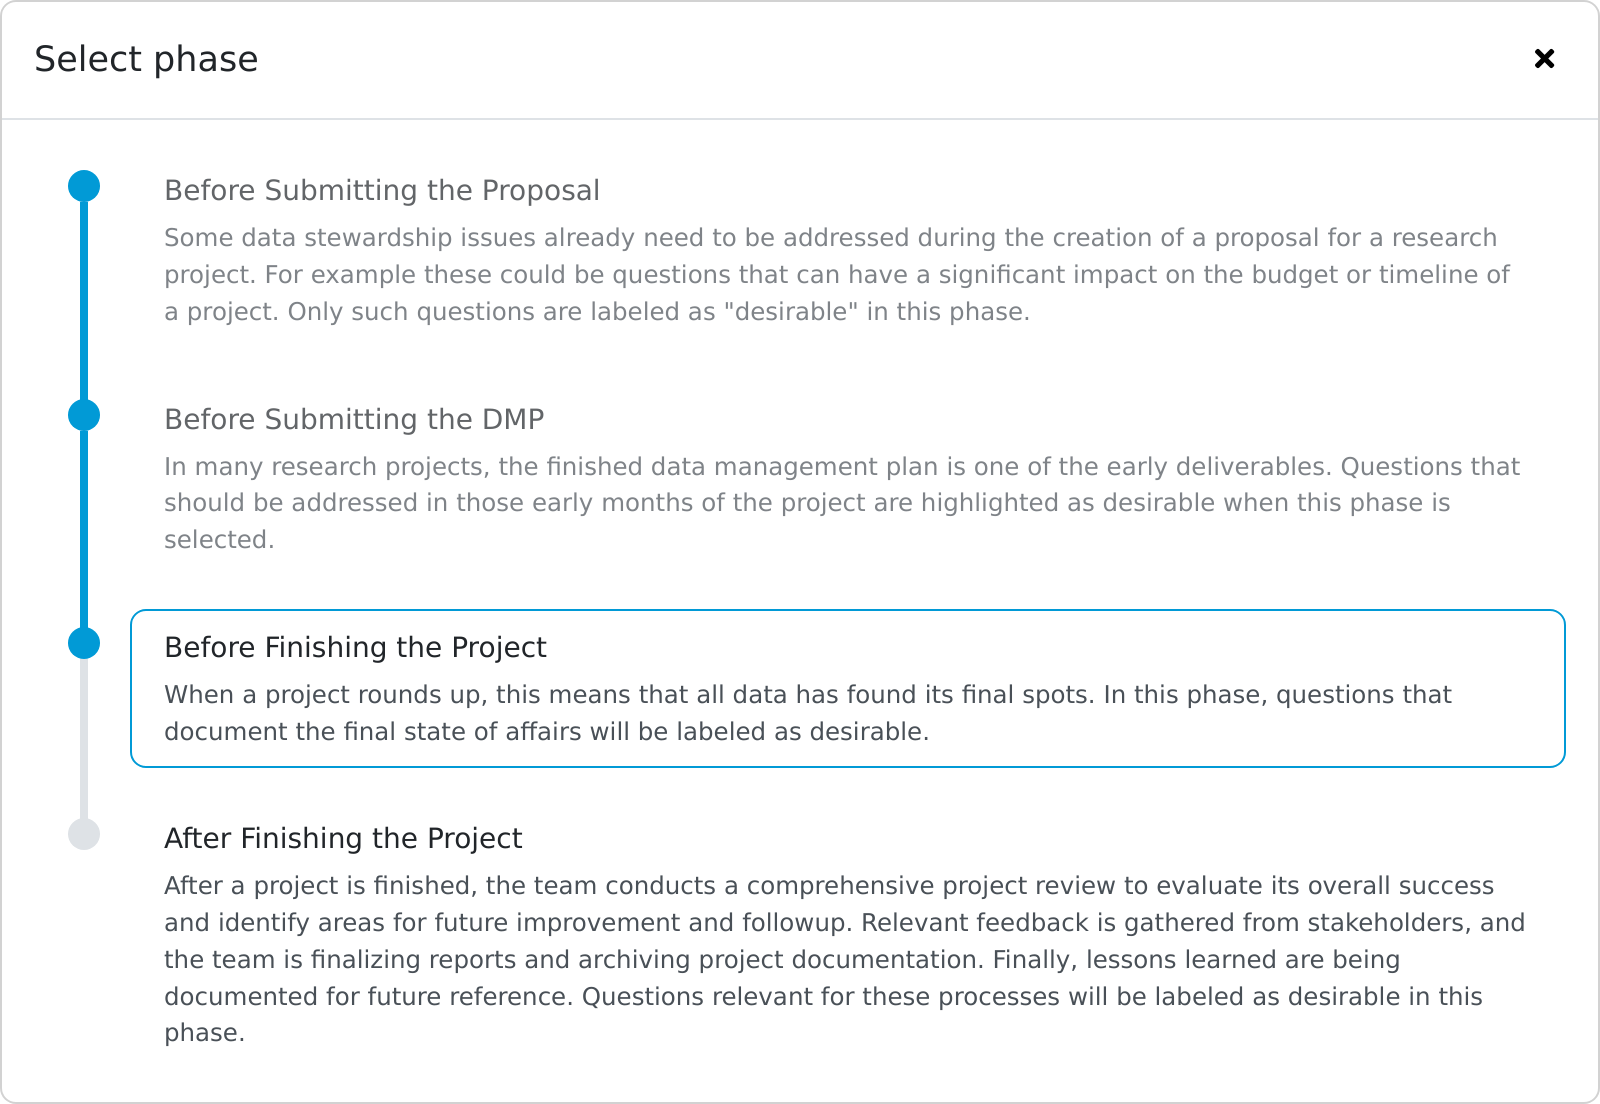 Select phase
Before Submitting the Proposal
Some data stewardship issues already need to be addressed during the creation of a proposal for a research
project. For example these could be questions that can have a significant impact on the budget or timeline of
a project. Only such questions are labeled as "desirable" in this phase.
Before Submitting the DMP
In many research projects, the finished data management plan is one of the early deliverables. Questions that
should be addressed in those early months of the project are highlighted as desirable when this phase is
selected.
Before Finishing the Project
When a project rounds up, this means that all data has found its final spots. In this phase, questions that
document the final state of affairs will be labeled as desirable.
After Finishing the Project
After a project is finished, the team conducts a comprehensive project review to evaluate its overall success
and identify areas for future improvement and followup. Relevant feedback is gathered from stakeholders, and
the team is finalizing reports and archiving project documentation. Finally, lessons learned are being
documented for future reference. Questions relevant for these processes will be labeled as desirable in this
phase.